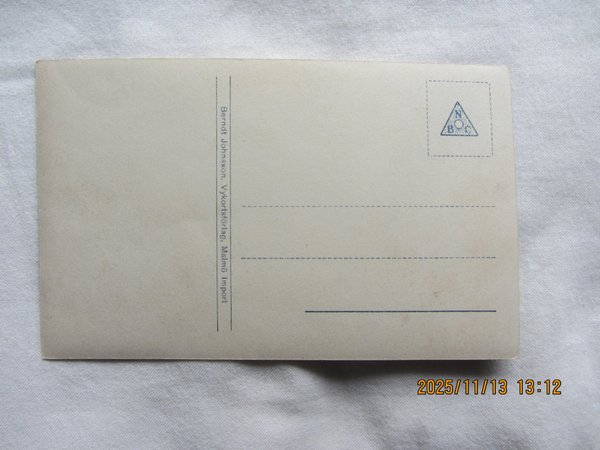 N
B C
Berndt Johnsson, Vykortsförlag, Malmö Import
2025/11/13 13:12